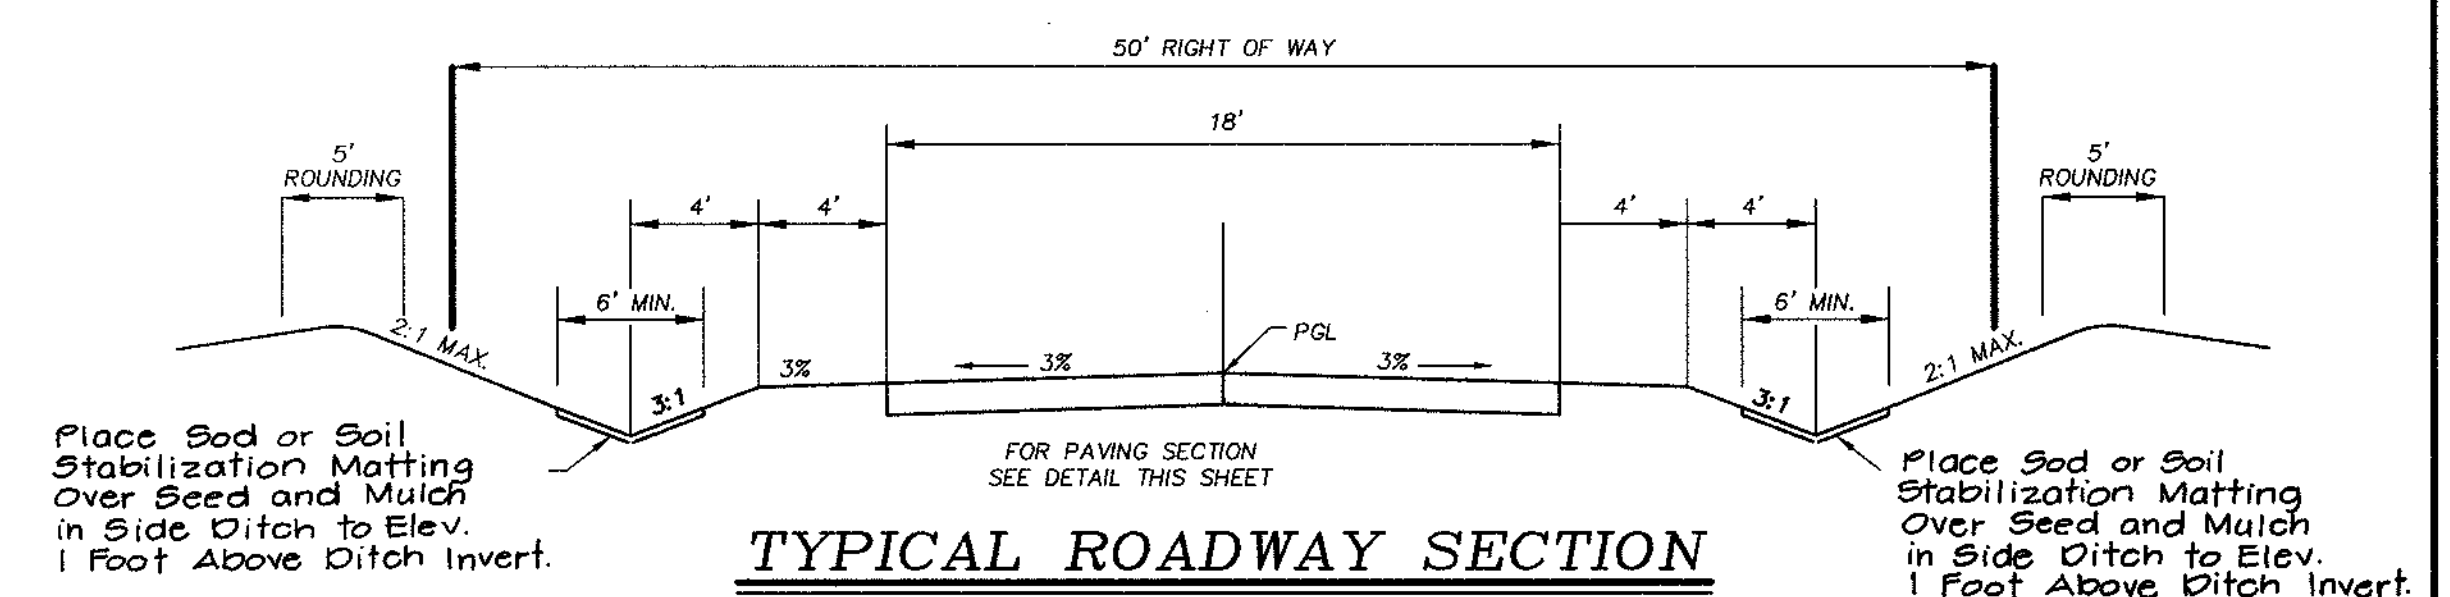 50' RIGHT OF WAY
18'
5'
ROUNDING
5'
ROUNDING
4'
4'
4'
4'
6' MIN.
6' MIN.
PGL
2:1 MAX.
3:1
3%
3%
3%
3:1
2:1 MAX.
FOR PAVING SECTION
SEE DETAIL THIS SHEET
Place Sod or Soil
Stabilization Matting
Over Seed and Mulch
in Side Ditch to Elev.
1 Foot Above Ditch Invert.
Place Sod or Soil
Stabilization Matting
Over Seed and Mulch
in Side Ditch to Elev.
1 Foot Above Ditch Invert.
TYPICAL ROADWAY SECTION